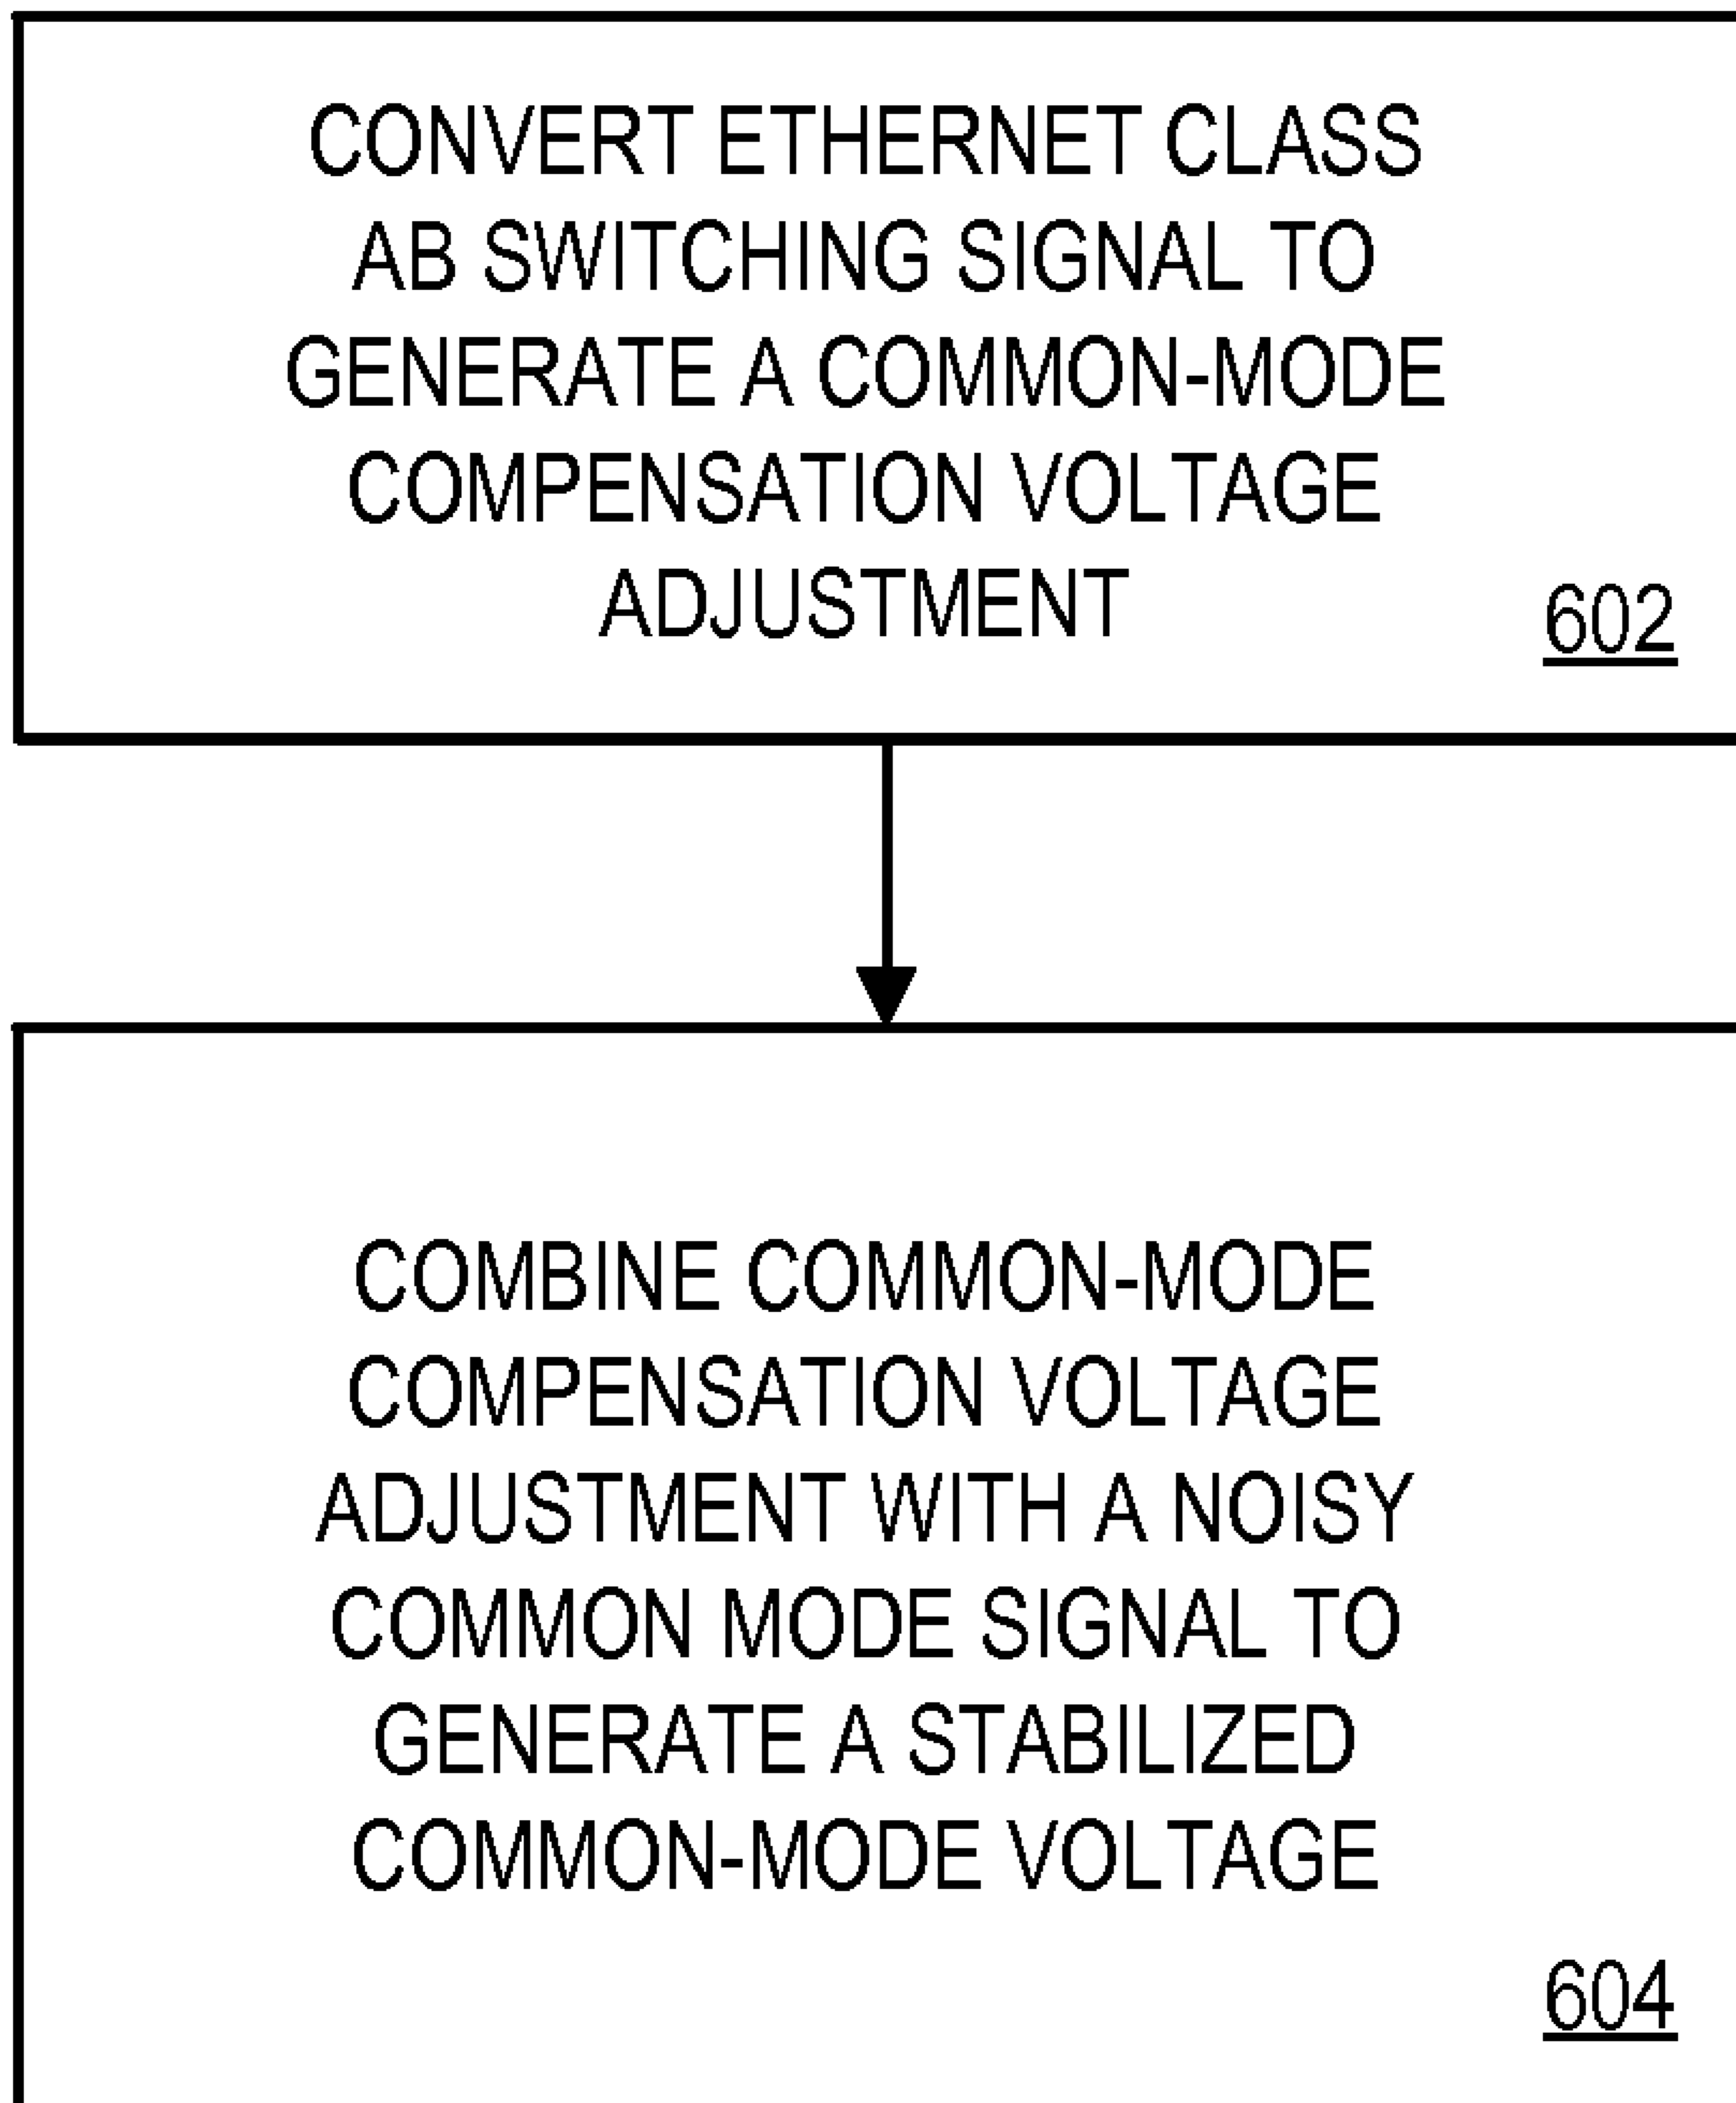 CONVERT ETHERNET CLASS
AB SWITCHING SIGNAL TO
GENERATE A COMMON-MODE
COMPENSATION VOLTAGE
ADJUSTMENT
602
COMBINE COMMON-MODE
COMPENSATION VOLTAGE
ADJUSTMENT WITH A NOISY
COMMON MODE SIGNAL TO
GENERATE A STABILIZED
COMMON-MODE VOLTAGE
604